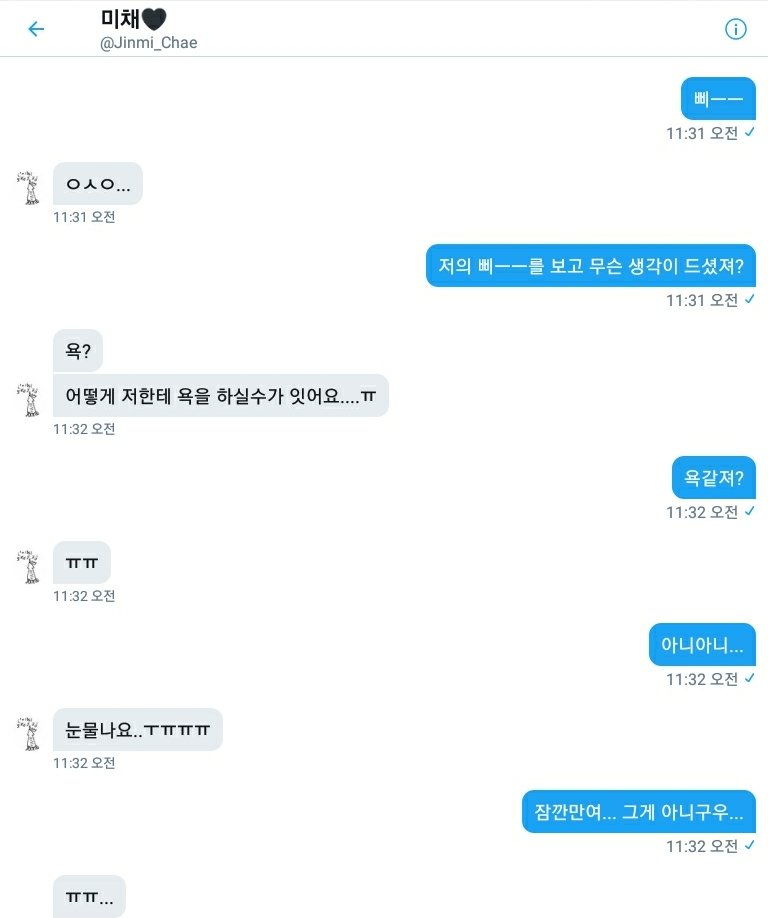 미채🖤
@Jinmi_Chae
삐ㅡㅡ
11:31 오전
ㅇㅅㅇ...
11:31 오전
저의 삐ㅡㅡ를 보고 무슨 생각이 드셨져?
11:31 오전
욕?
어떻게 저한테 욕을 하실수가 잇어요....ㅠ
11:32 오전
욕같져?
11:32 오전
ㅠㅠ
11:32 오전
아니아니...
11:32 오전
눈물나요..ㅜㅠㅠㅠ
11:32 오전
잠깐만여... 그게 아니구우...
11:32 오전
ㅠㅠ...